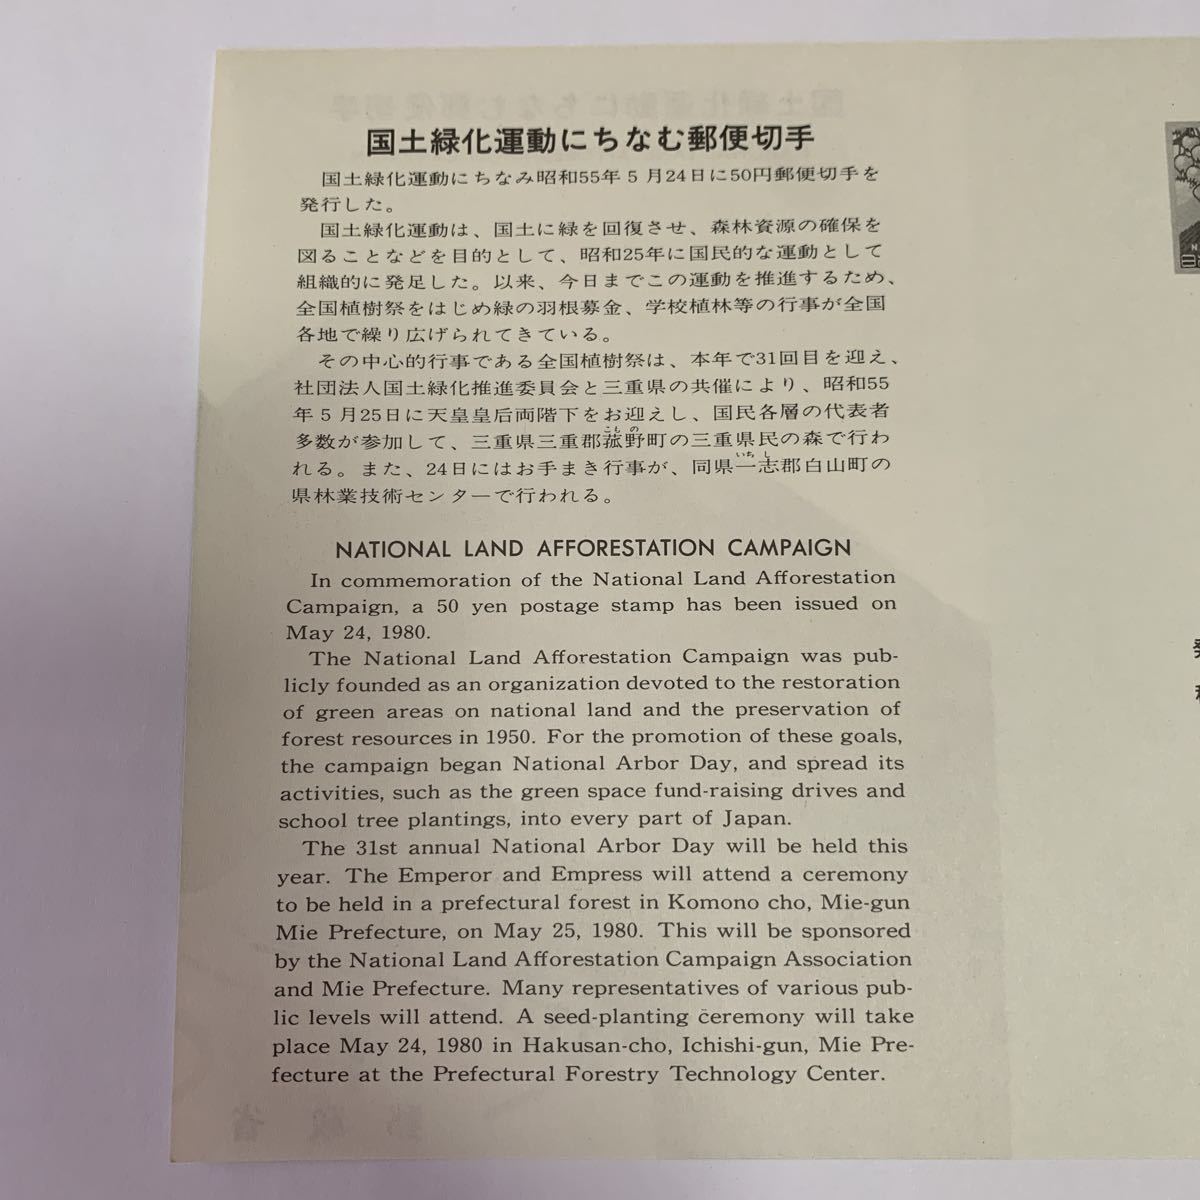 国土緑化運動にちなむ郵便切手
国土緑化運動にちなみ昭和55年5月24日に50円郵便切手を
発行した。
国土緑化運動は、国土に緑を回復させ、森林資源の確保を
図ることなどを目的として、昭和25年に国民的な運動として
組織的に発足した。以来、今日までこの運動を推進するため、
全国植樹祭をはじめ緑の羽根募金、学校植林等の行事が全国
各地で繰り広げられてきている。
その中心的行事である全国植樹祭は、本年で31回目を迎え、
社団法人国土緑化推進委員会と三重県の共催により、昭和55
年5月25日に天皇皇后両階下をお迎えし、国民各層の代表者
多数が参加して、三重県三重郡菰野町の三重県民の森で行わ
れる。また、24日にはお手まき行事が、同県一志郡白山町の
県林業技術センターで行われる。
NATIONAL LAND AFFORESTATION CAMPAIGN
In commemoration of the National Land Afforestation
Campaign, a 50 yen postage stamp has been issued on
May 24, 1980.
The National Land Afforestation Campaign was pub-
licly founded as an organization devoted to the restoration
of green areas on national land and the preservation of
forest resources in 1950. For the promotion of these goals,
the campaign began National Arbor Day, and spread its
activities, such as the green space fund-raising drives and
school tree plantings, into every part of Japan.
The 31st annual National Arbor Day will be held this
year. The Emperor and Empress will attend a ceremony
to be held in a prefectural forest in Komono cho, Mie-gun
Mie Prefecture, on May 25, 1980. This will be sponsored
by the National Land Afforestation Campaign Association
and Mie Prefecture. Many representatives of various pub-
lic levels will attend. A seed-planting ceremony will take
place May 24, 1980 in Hakusan-cho, Ichishi-gun, Mie Pre-
fecture at the Prefectural Forestry Technology Center.